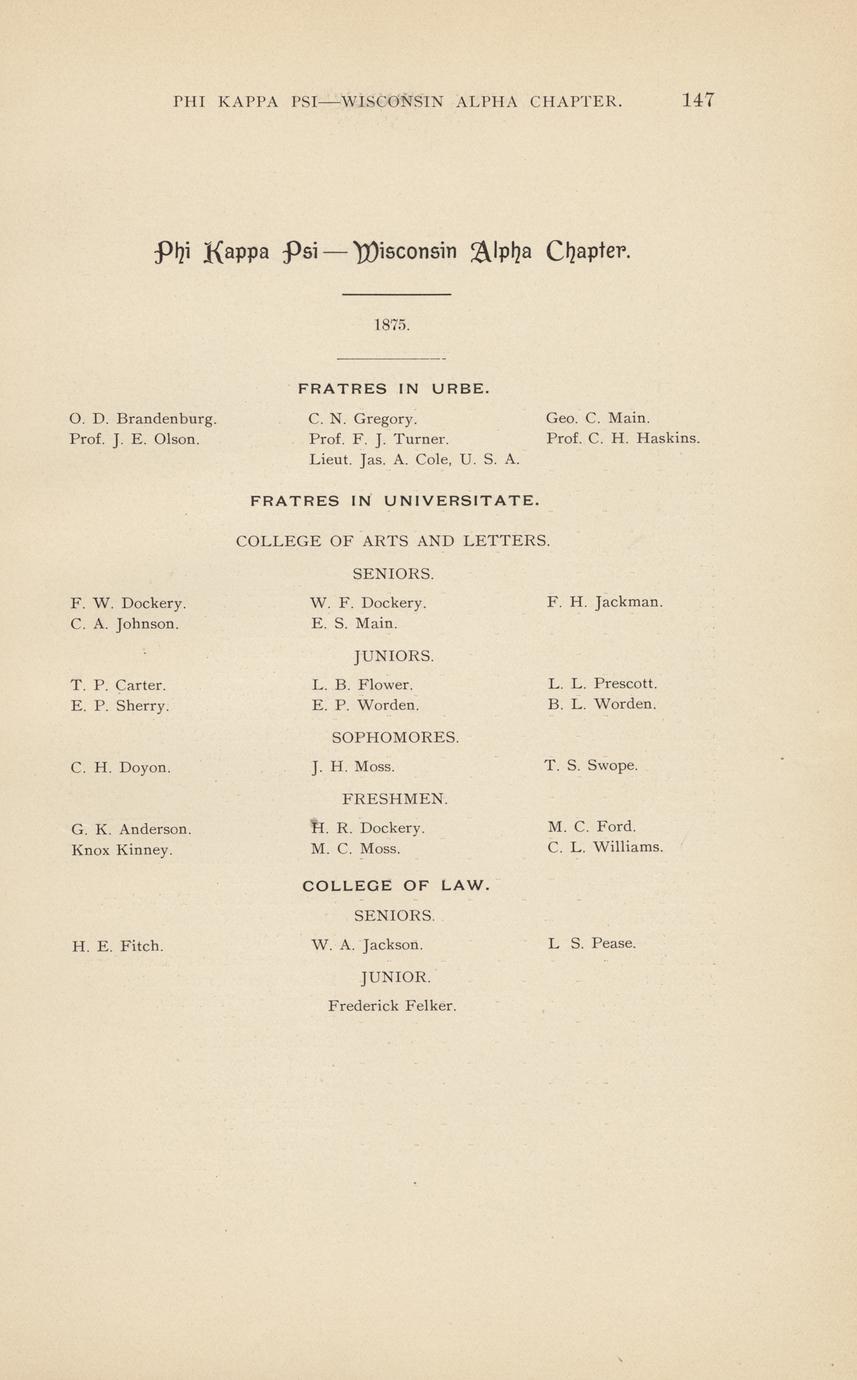 PHI KAPPA PSI—WISCONSIN ALPHA CHAPTER. 147
Phi Kappa Psi — Wisconsin Alpha Chapter.
1875.
FRATRES IN URBE.
O. D. Brandenburg. C. N. Gregory. Geo. C. Main.
Prof. J. E. Olson. Prof. F. J. Turner. Prof. C. H. Haskins.
Lieut. Jas. A. Cole, U. S. A.
FRATRES IN UNIVERSITATE.
COLLEGE OF ARTS AND LETTERS.
SENIORS.
F. W. Dockery. W. F. Dockery. F. H. Jackman.
C. A. Johnson. E. S. Main.
JUNIORS.
T. P. Carter. L. B. Flower. L. L. Prescott.
E. P. Sherry. E. P. Worden. B. L. Worden.
SOPHOMORES.
C. H. Doyon. J. H. Moss. T. S. Swope.
FRESHMEN.
G. K. Anderson. H. R. Dockery. M. C. Ford.
Knox Kinney. M. C. Moss. C. L. Williams.
COLLEGE OF LAW.
SENIORS.
H. E. Fitch. W. A. Jackson. L S. Pease.
JUNIOR.
Frederick Felker.